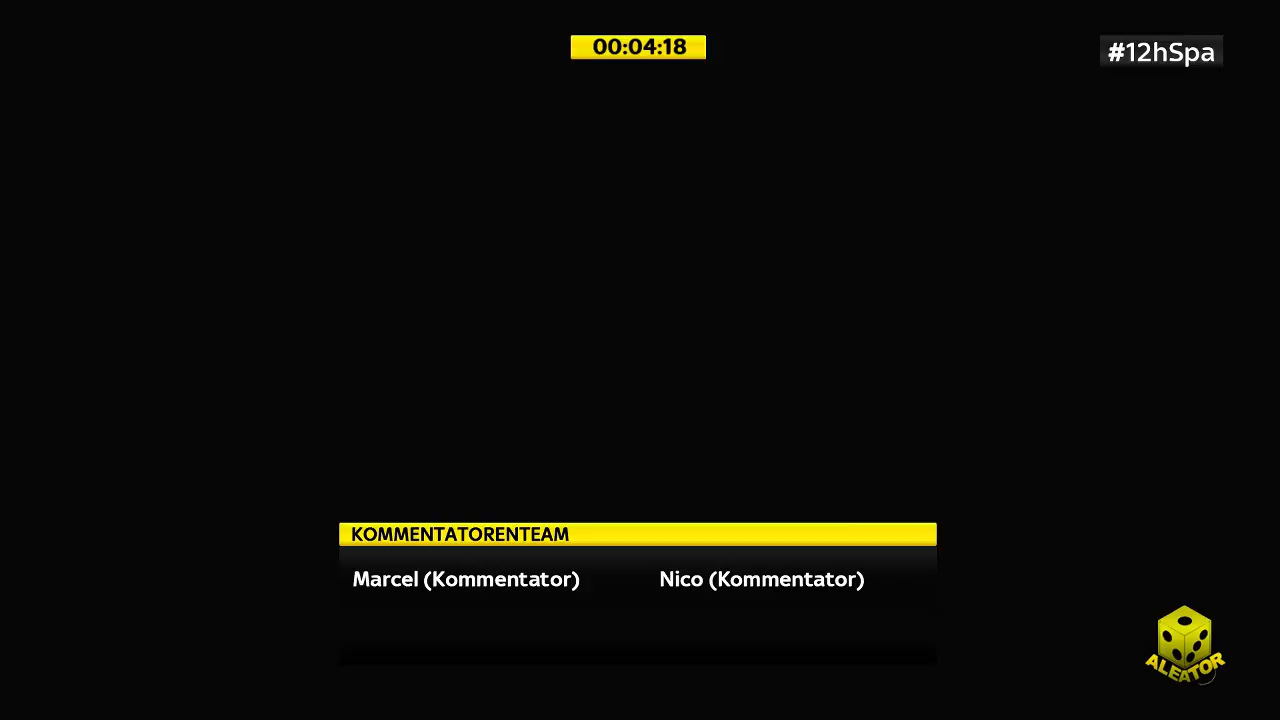 00:04:18
#12hSpa
KOMMENTATORENTEAM
Marcel (Kommentator)
Nico (Kommentator)
ALEATOR